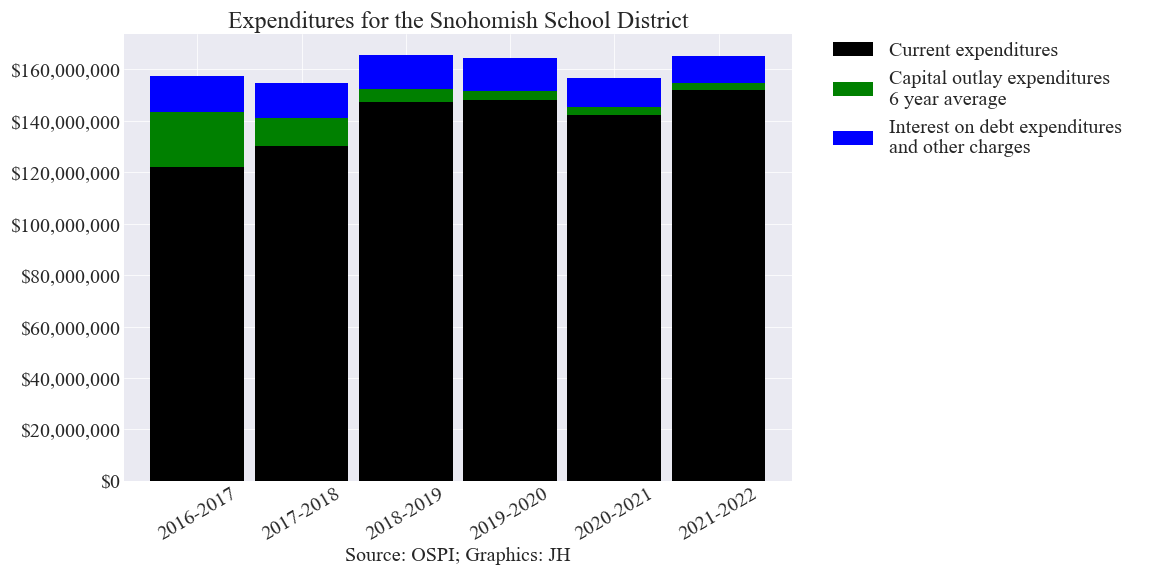 Expenditures for the Snohomish School District
$160,000,000
$140,000,000
$120,000,000
$100,000,000
$80,000,000
$60,000,000
$40,000,000
$20,000,000
$0
2016-2017
2017-2018
2018-2019
2019-2020
2020-2021
2021-2022
Source: OSPI; Graphics: JH
Current expenditures
Capital outlay expenditures
6 year average
Interest on debt expenditures
and other charges